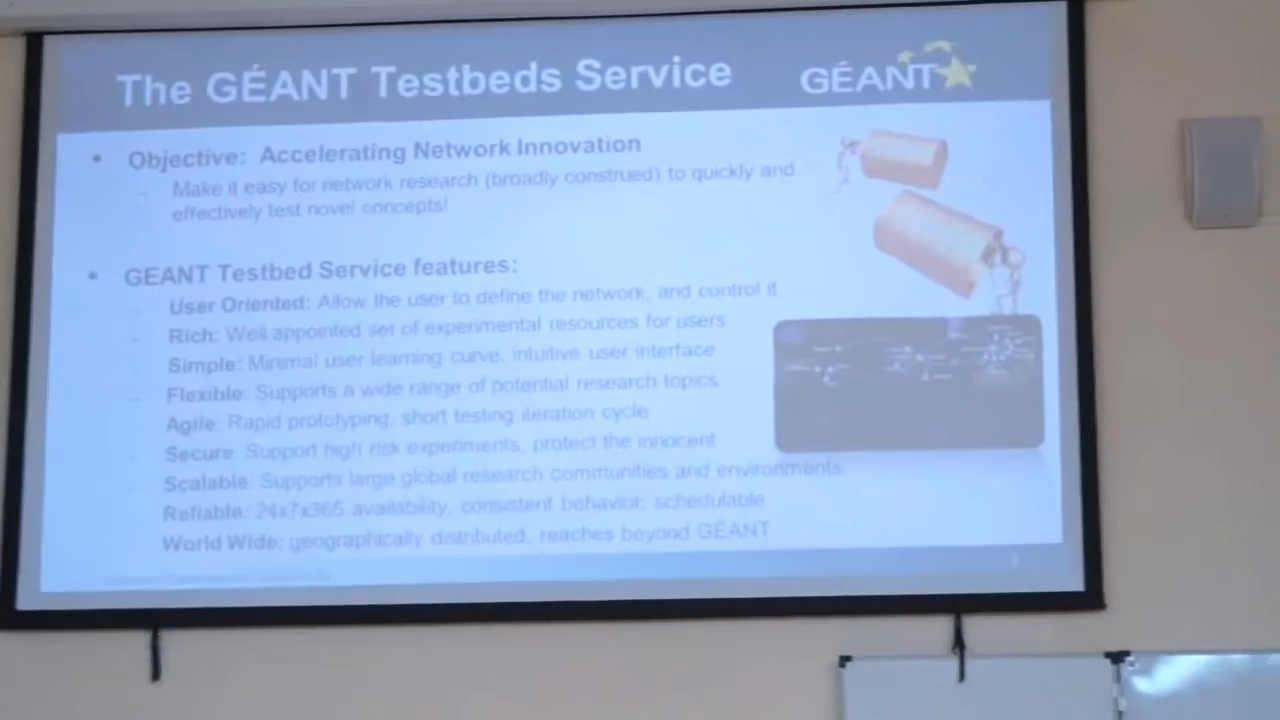 The GÉANT Testbeds Service
GÉANT
• Objective: Accelerating Network Innovation
– Make it easy for network research (broadly construed) to quickly and
effectively test novel concepts!
• GEANT Testbed Service features:
– User Oriented: Allow the user to define the network, and control it.
– Rich: Well appointed set of experimental resources for users
– Simple: Minimal user learning curve, intuitive user interface
– Flexible: Supports a wide range of potential research topics
– Agile: Rapid prototyping, short testing iteration cycle
– Secure: Support high risk experiments, protect the innocent
– Scalable: Supports large global research communities and environments
– Reliable: 24x7x365 availability, consistent behavior, schedulable
– World Wide: geographically distributed, reaches beyond GÉANT